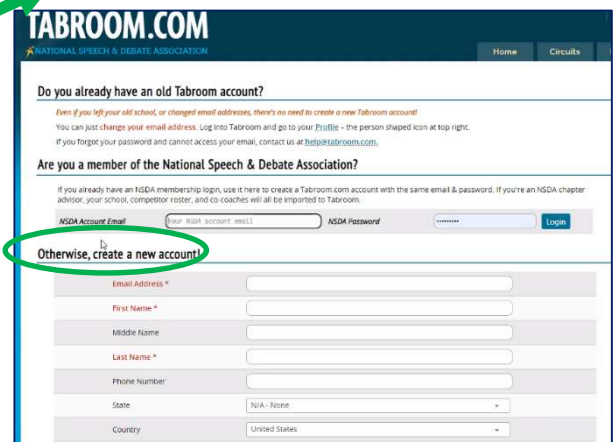 TABROOM.COM
NATIONAL SPEECH & DEBATE ASSOCIATION
Home Circuits
Do you already have an old Tabroom account?
Even if you left your old school, or changed email addresses, there's no need to create a new Tabroom account!
You can just change your email address. Log into Tabroom and go to your Profile – the person shaped icon at top right.
If you forgot your password and cannot access your email, contact us at help@tabroom.com.
Are you a member of the National Speech & Debate Association?
If you already have an NSDA membership login, use it here to create a Tabroom.com account with the same email & password. If you're an NSDA chapter
advisor, your school, competitor roster, and co-coaches will all be imported to Tabroom.
NSDA Account Email Your NSDA account email NSDA Password ••••••••• Login
Otherwise, create a new account!
Email Address *
First Name *
Middle Name
Last Name *
Phone Number
State N/A - None
Country United States